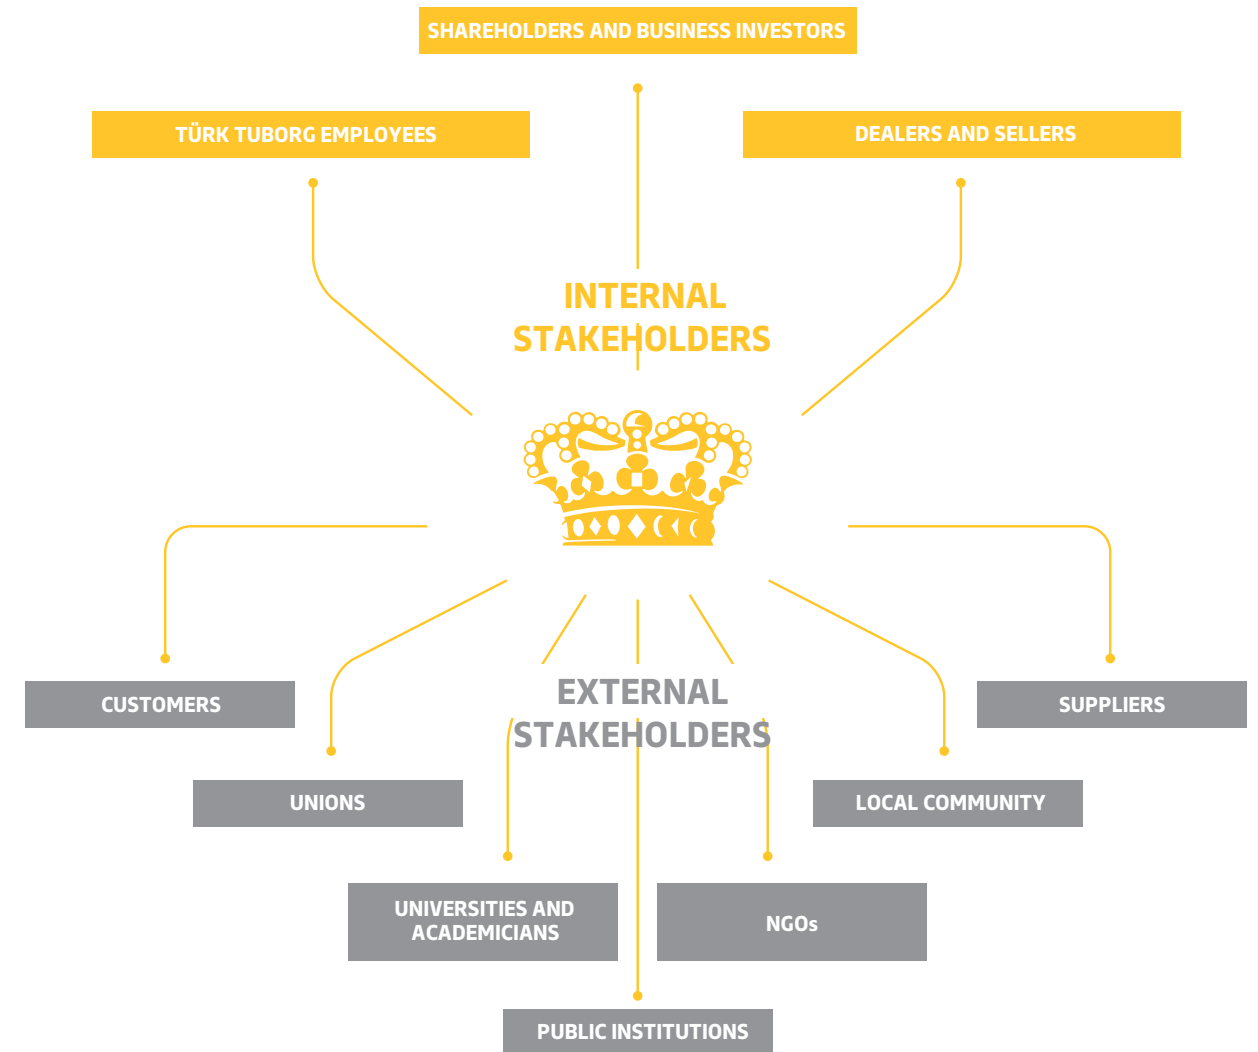 SHAREHOLDERS AND BUSINESS INVESTORS
TÜRK TUBORG EMPLOYEES
DEALERS AND SELLERS
INTERNAL
STAKEHOLDERS
EXTERNAL
STAKEHOLDERS
CUSTOMERS
SUPPLIERS
UNIONS
LOCAL COMMUNITY
UNIVERSITIES AND
ACADEMICIANS
NGOs
PUBLIC INSTITUTIONS